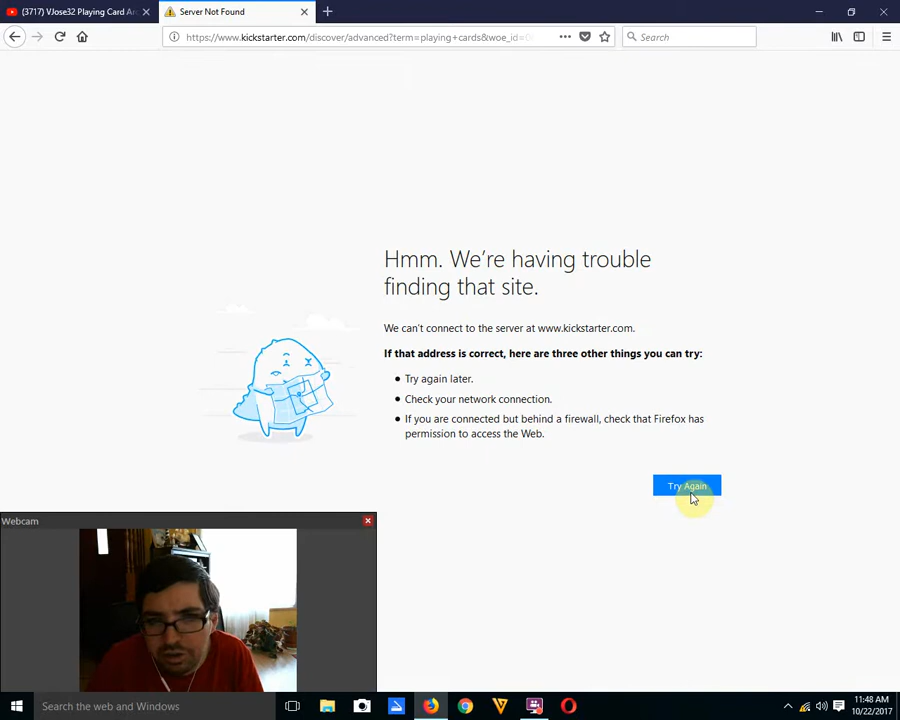 (3717) VJose32 Playing Card Ar
Server Not Found
https://www.kickstarter.com/discover/advanced?term=playing+cards&woe_id=0
Search
Hmm. We're having trouble
finding that site.
We can't connect to the server at www.kickstarter.com.
If that address is correct, here are three other things you can try:
Try again later.
Check your network connection.
If you are connected but behind a firewall, check that Firefox has
permission to access the Web.
Try Again
Webcam
Search the web and Windows
11:48 AM
10/22/2017